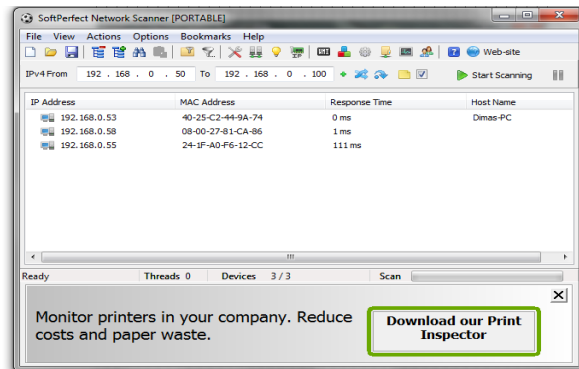 SoftPerfect Network Scanner [PORTABLE]
File View Actions Options Bookmarks Help
Web-site
IPv4 From 192 . 168 . 0 . 50 To 192 . 168 . 0 . 100 Start Scanning
IP Address MAC Address Response Time Host Name
192.168.0.53 40-25-C2-44-9A-74 0 ms Dimas-PC
192.168.0.58 08-00-27-81-CA-86 1 ms
192.168.0.55 24-1F-A0-F6-12-CC 111 ms
Ready Threads 0 Devices 3 / 3 Scan
Monitor printers in your company. Reduce
costs and paper waste.
Download our Print
Inspector